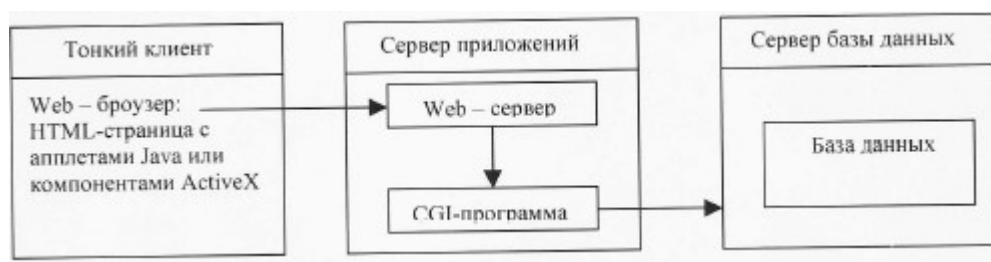 Тонкий клиент
Web – броузер:
HTML-страница с
апплетами Java или
компонентами ActiveX
Сервер приложений
Web – сервер
CGI-программа
Сервер базы данных
База данных